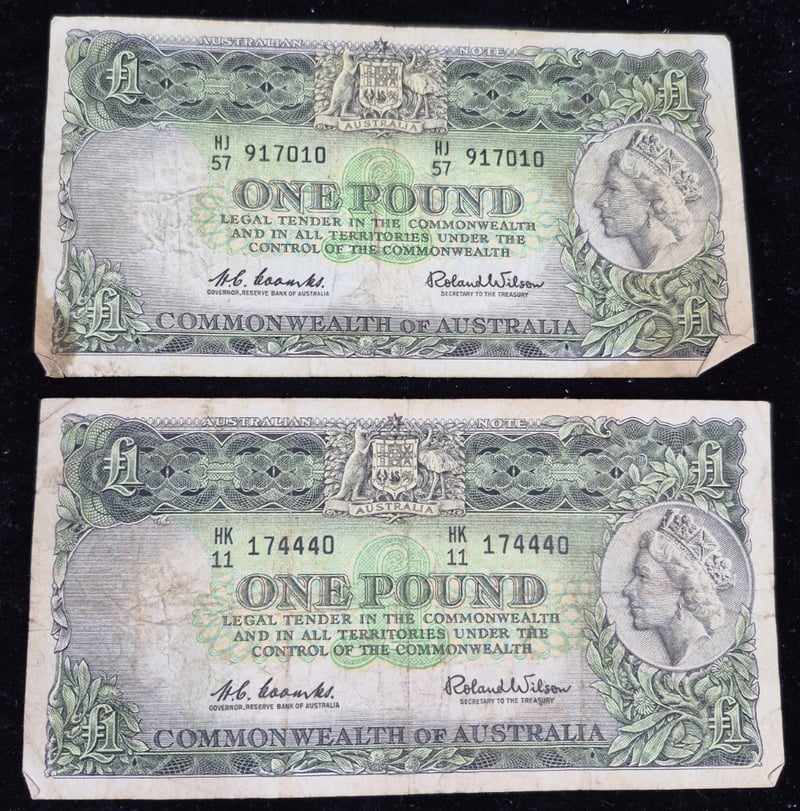 AUSTRALIAN NOTE
£1 £1
AUSTRALIA
HJ 57 917010 HJ 57 917010
ONE POUND
LEGAL TENDER IN THE COMMONWEALTH
AND IN ALL TERRITORIES UNDER THE
CONTROL OF THE COMMONWEALTH
H.C. Coombs. Roland Wilson
GOVERNOR, RESERVE BANK OF AUSTRALIA SECRETARY TO THE TREASURY
£1 £1
COMMONWEALTH OF AUSTRALIA
AUSTRALIAN NOTE
£1 £1
AUSTRALIA
HK 11 174440 HK 11 174440
ONE POUND
LEGAL TENDER IN THE COMMONWEALTH
AND IN ALL TERRITORIES UNDER THE
CONTROL OF THE COMMONWEALTH
H.C. Coombs. Roland Wilson
GOVERNOR, RESERVE BANK OF AUSTRALIA SECRETARY TO THE TREASURY
£1 £1
COMMONWEALTH OF AUSTRALIA